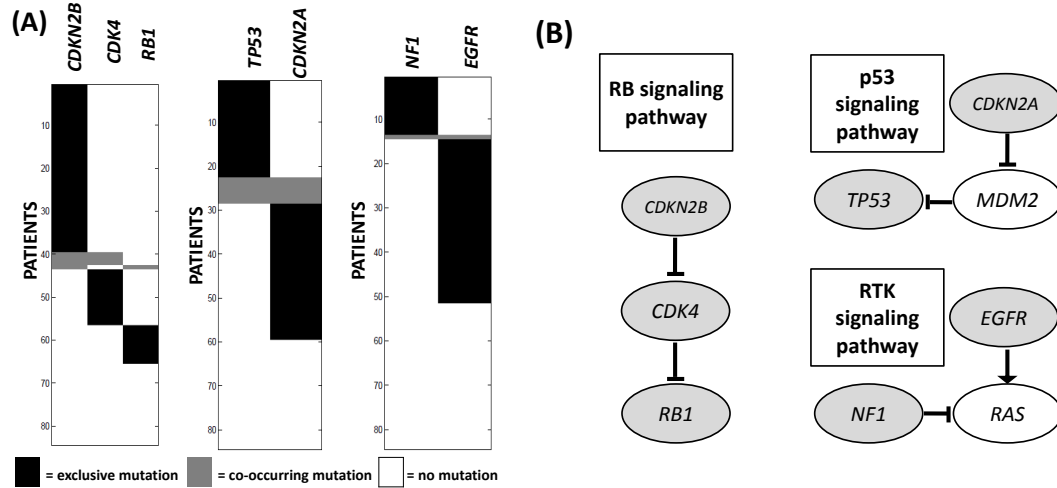 (A)
CDKN2B
CDK4
RB1
PATIENTS
10
20
30
40
50
60
70
80
TP53
CDKN2A
PATIENTS
10
20
30
40
50
60
70
80
NF1
EGFR
PATIENTS
10
20
30
40
50
60
70
80
= exclusive mutation
= co-occurring mutation
= no mutation
(B)
RB signaling
pathway
CDKN2B
CDK4
RB1
p53
signaling
pathway
CDKN2A
TP53
MDM2
RTK
signaling
pathway
EGFR
NF1
RAS